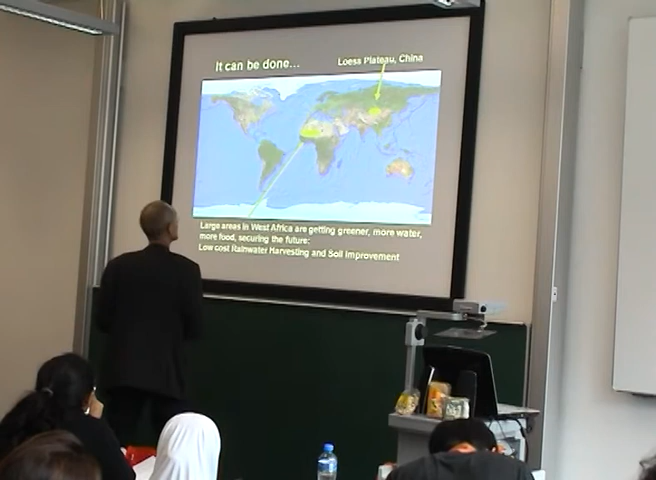 It can be done...
Loess Plateau, China
Large areas in West Africa are getting greener, more water,
more food, securing the future:
Low cost Rainwater Harvesting and Soil Improvement